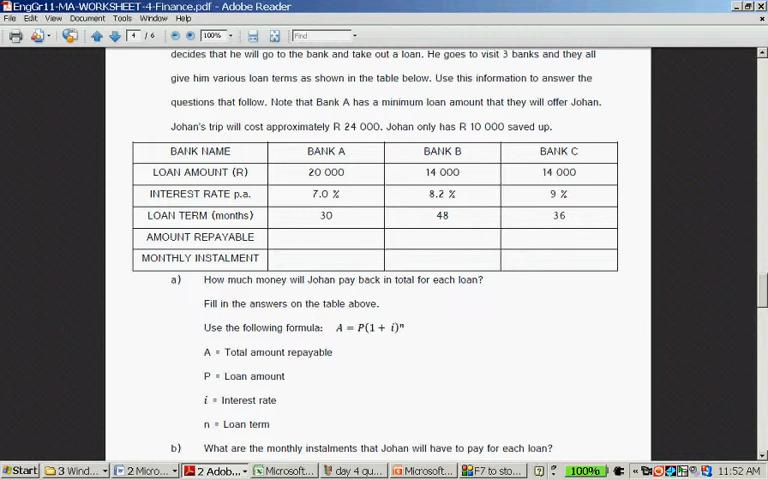 EngGr11-MA-WORKSHEET-4-Finance.pdf - Adobe Reader
File Edit View Document Tools Window Help
4 / 6 100% Find
decides that he will go to the bank and take out a loan. He goes to visit 3 banks and they all
give him various loan terms as shown in the table below. Use this information to answer the
questions that follow. Note that Bank A has a minimum loan amount that they will offer Johan.
Johan's trip will cost approximately R 24 000. Johan only has R 10 000 saved up.
BANK NAME BANK A BANK B BANK C
LOAN AMOUNT (R) 20 000 14 000 14 000
INTEREST RATE p.a. 7.0 % 8.2 % 9 %
LOAN TERM (months) 30 48 36
AMOUNT REPAYABLE
MONTHLY INSTALMENT
a) How much money will Johan pay back in total for each loan?
Fill in the answers on the table above.
Use the following formula: A = P(1 + i)ⁿ
A = Total amount repayable
P = Loan amount
i = Interest rate
n = Loan term
b) What are the monthly instalments that Johan will have to pay for each loan?
Start 3 Wind... 2 Micro... 2 Adob... Microsoft... day 4 qu... Microsoft... F7 to sto... 100% 11:52 AM